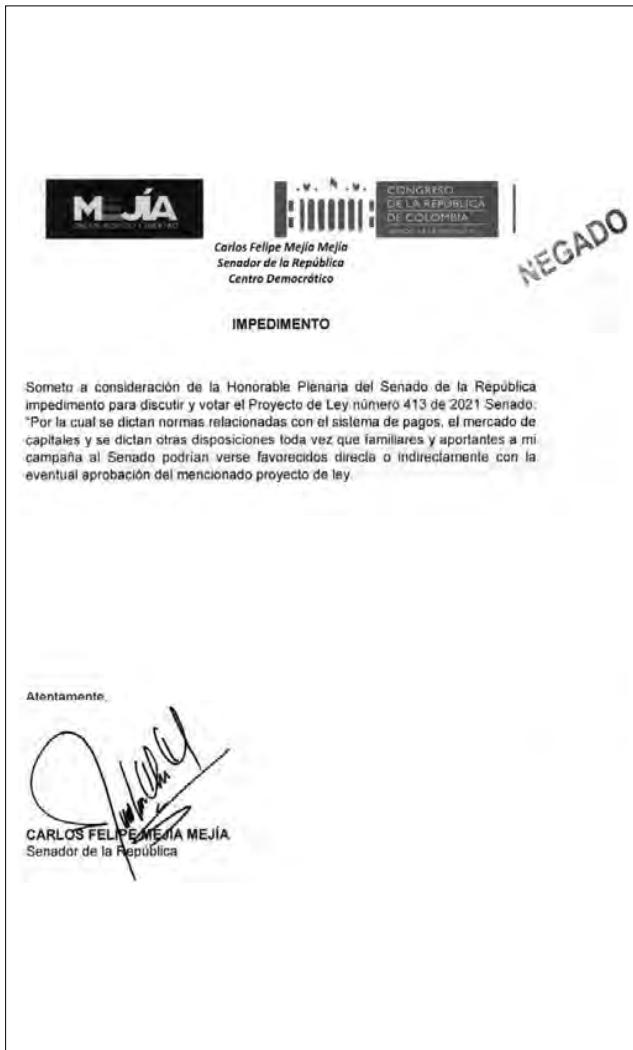 MEJÍA
CONGRESO
DE LA REPÚBLICA
DE COLOMBIA
NEGADO
Carlos Felipe Mejía Mejía
Senador de la República
Centro Democrático
IMPEDIMENTO
Someto a consideración de la Honorable Plenaria del Senado de la República
impedimento para discutir y votar el Proyecto de Ley número 413 de 2021 Senado:
"Por la cual se dictan normas relacionadas con el sistema de pagos, el mercado de
capitales y se dictan otras disposiciones toda vez que familiares y aportantes a mi
campaña al Senado podrían verse favorecidos directa o indirectamente con la
eventual aprobación del mencionado proyecto de ley.
Atentamente,
CARLOS FELIPE MEJÍA MEJÍA.
Senador de la República